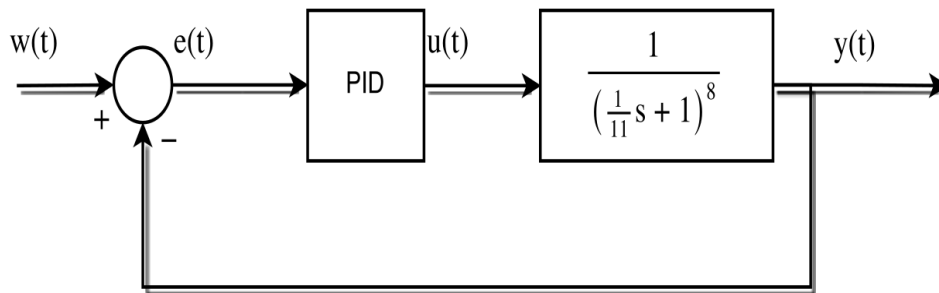 w(t)
+
−
e(t)
PID
u(t)
1
(1/11 s + 1)^8
y(t)